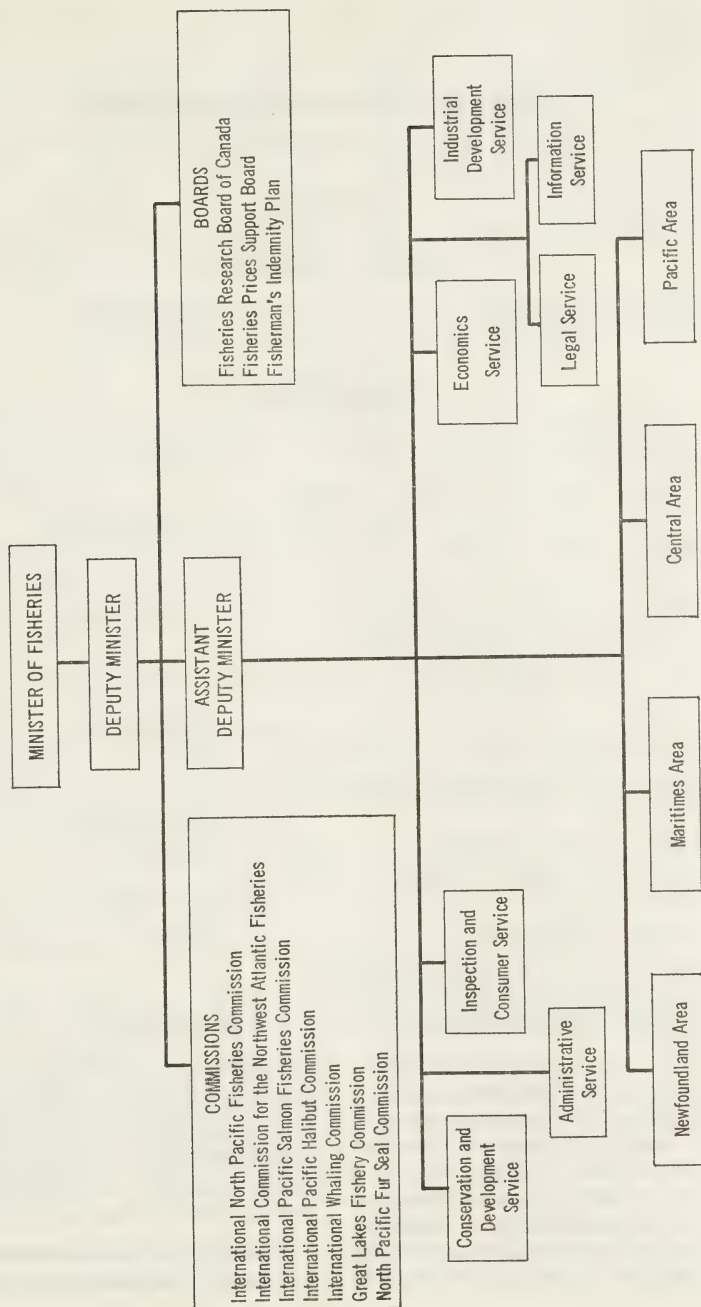 MINISTER OF FISHERIES
DEPUTY MINISTER
ASSISTANT
DEPUTY MINISTER
COMMISSIONS
International North Pacific Fisheries Commission
International Commission for the Northwest Atlantic Fisheries
International Pacific Salmon Fisheries Commission
International Pacific Halibut Commission
International Whaling Commission
Great Lakes Fishery Commission
North Pacific Fur Seal Commission
BOARDS
Fisheries Research Board of Canada
Fisheries Prices Support Board
Fisherman's Indemnity Plan
Conservation and
Development
Service
Inspection and
Consumer Service
Economics
Service
Industrial
Development
Service
Administrative
Service
Legal Service
Information
Service
Newfoundland Area
Maritimes Area
Central Area
Pacific Area